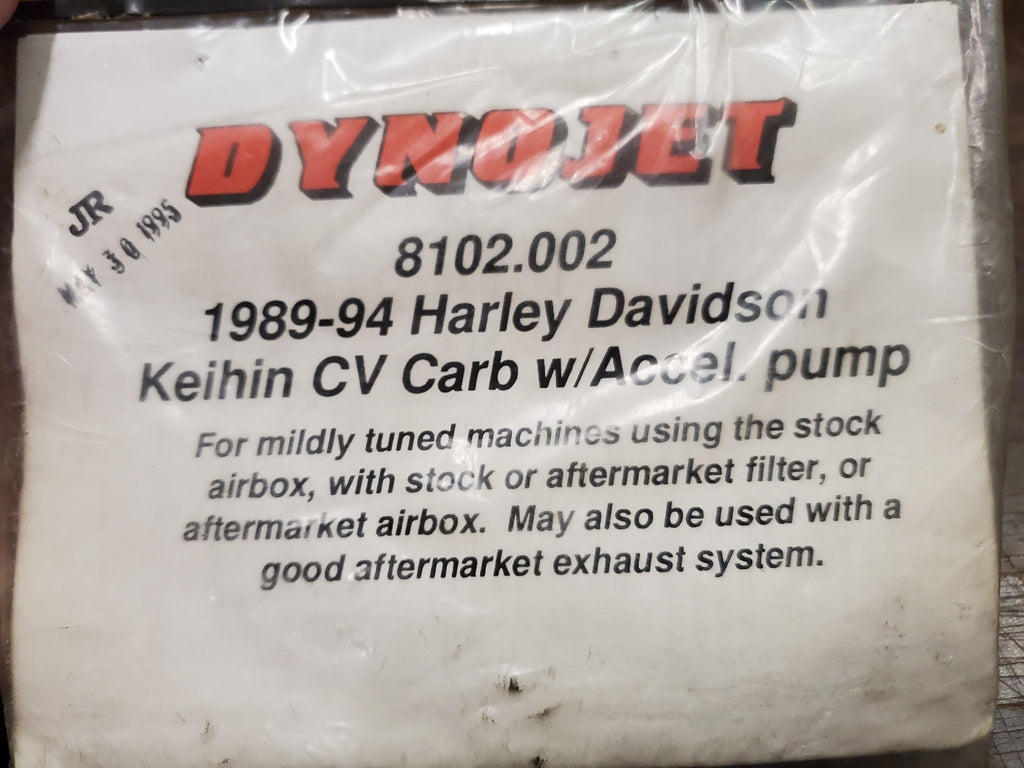 DYNOJET
JR
MAY 30 1995
8102.002
1989-94 Harley Davidson
Keihin CV Carb w/Accel. pump
For mildly tuned machines using the stock
airbox, with stock or aftermarket filter, or
aftermarket airbox. May also be used with a
good aftermarket exhaust system.